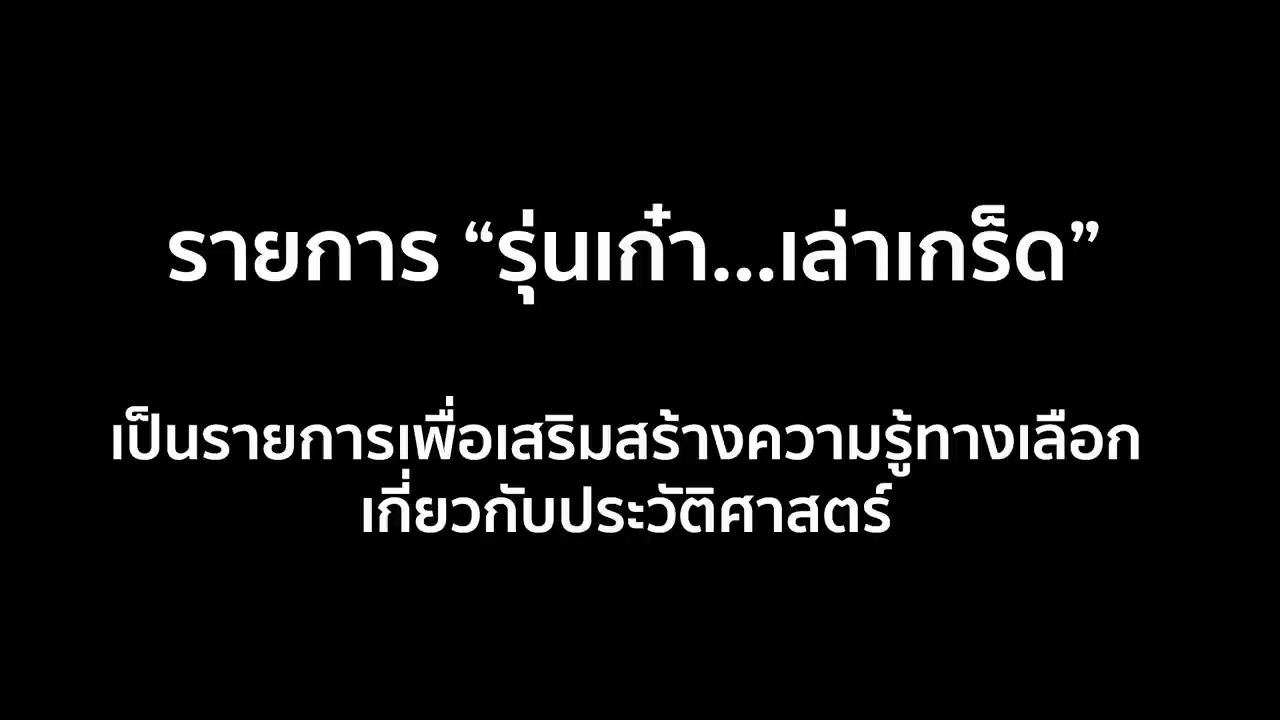 รายการ “รุ่นเก๋า...เล่าเกร็ด”
เป็นรายการเพื่อเสริมสร้างความรู้ทางเลือก
เกี่ยวกับประวัติศาสตร์